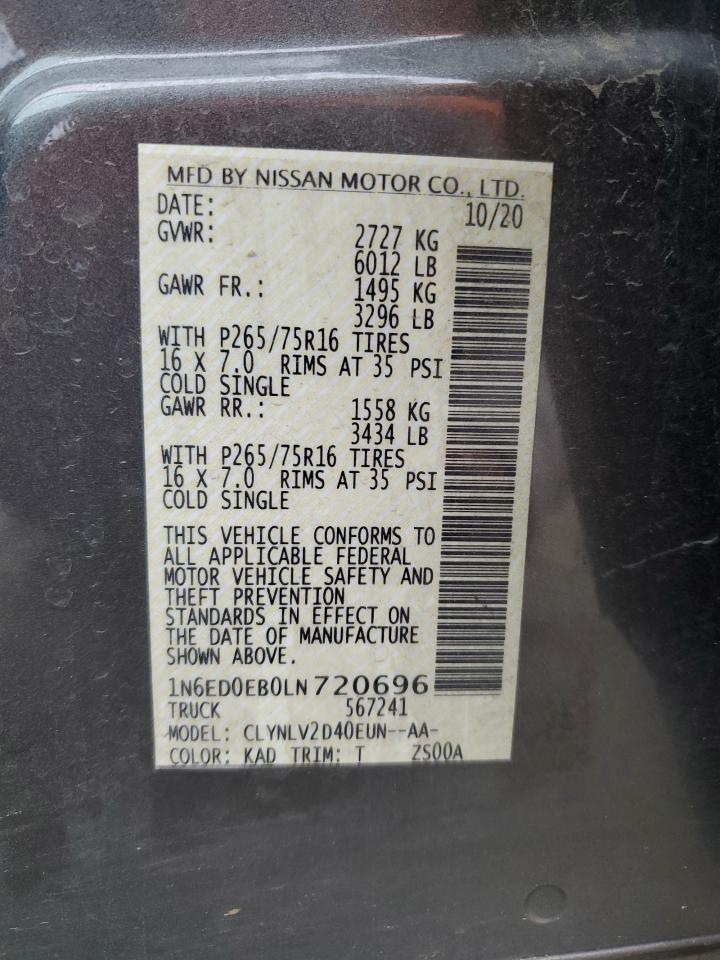 MFD BY NISSAN MOTOR CO., LTD.
DATE: 10/20
GVWR: 2727 KG
6012 LB
GAWR FR.: 1495 KG
3296 LB
WITH P265/75R16 TIRES
16 X 7.0 RIMS AT 35 PSI
COLD SINGLE
GAWR RR.: 1558 KG
3434 LB
WITH P265/75R16 TIRES
16 X 7.0 RIMS AT 35 PSI
COLD SINGLE
THIS VEHICLE CONFORMS TO
ALL APPLICABLE FEDERAL
MOTOR VEHICLE SAFETY AND
THEFT PREVENTION
STANDARDS IN EFFECT ON
THE DATE OF MANUFACTURE
SHOWN ABOVE.
1N6ED0EB0LN720696
TRUCK 567241
MODEL: CLYNLV2D40EUN--AA-
COLOR: KAD TRIM: T ZS00A